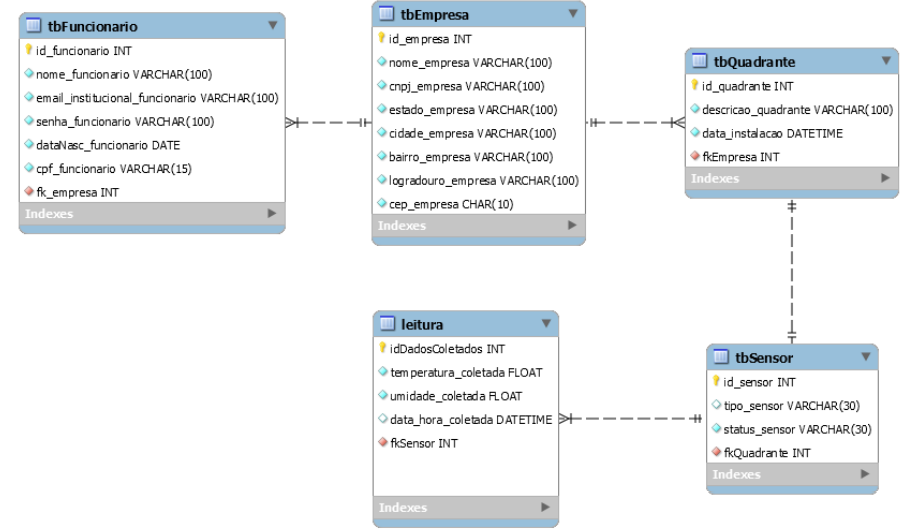 tbFuncionario
id_funcionario INT
nome_funcionario VARCHAR(100)
email_institucional_funcionario VARCHAR(100)
senha_funcionario VARCHAR(100)
dataNasc_funcionario DATE
cpf_funcionario VARCHAR(15)
fk_empresa INT
Indexes
tbEmpresa
id_empresa INT
nome_empresa VARCHAR(100)
cnpj_empresa VARCHAR(100)
estado_empresa VARCHAR(100)
cidade_empresa VARCHAR(100)
bairro_empresa VARCHAR(100)
logradouro_empresa VARCHAR(100)
cep_empresa CHAR(10)
Indexes
tbQuadrante
id_quadrante INT
descricao_quadrante VARCHAR(100)
data_instalacao DATETIME
fkEmpresa INT
Indexes
leitura
idDadosColetados INT
temperatura_coletada FLOAT
umidade_coletada FLOAT
data_hora_coletada DATETIME
fkSensor INT
Indexes
tbSensor
id_sensor INT
tipo_sensor VARCHAR(30)
status_sensor VARCHAR(30)
fkQuadrante INT
Indexes